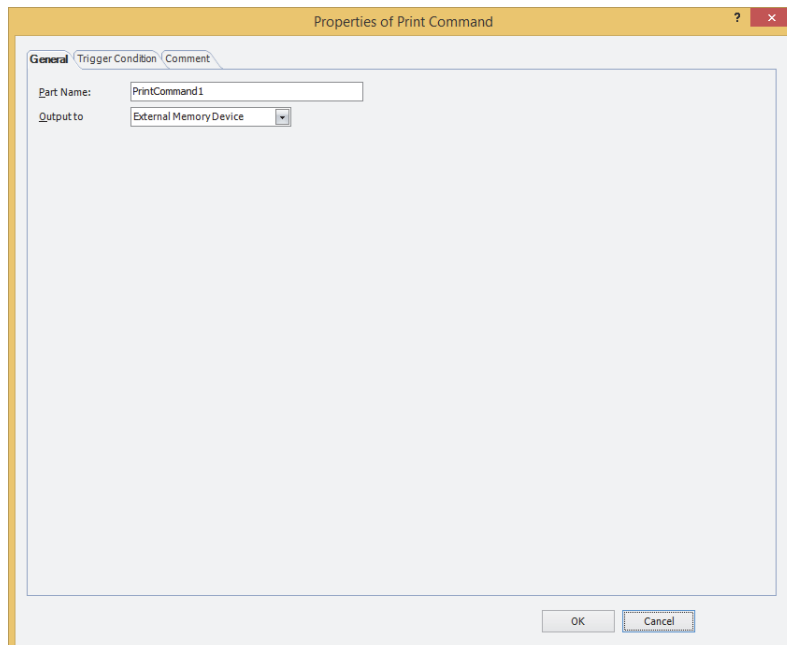 Properties of Print Command
? ×
General Trigger Condition Comment
Part Name: PrintCommand1
Output to External Memory Device
OK Cancel